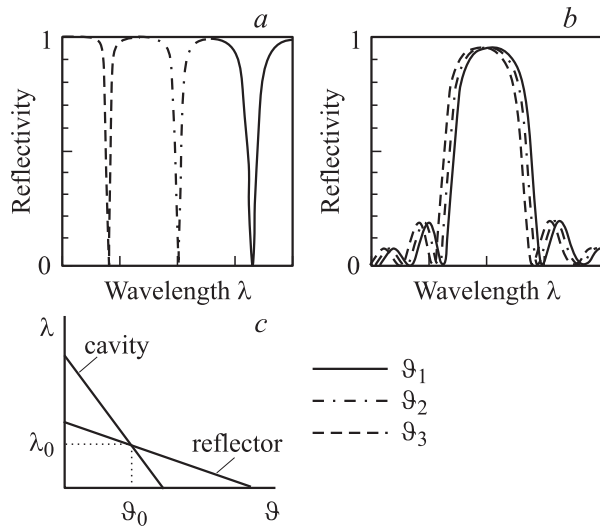 a
b
1
1
Reflectivity
Reflectivity
0
0
Wavelength λ
Wavelength λ
c
λ
cavity
λ₀
reflector
ϑ₀
ϑ
ϑ₁
ϑ₂
ϑ₃